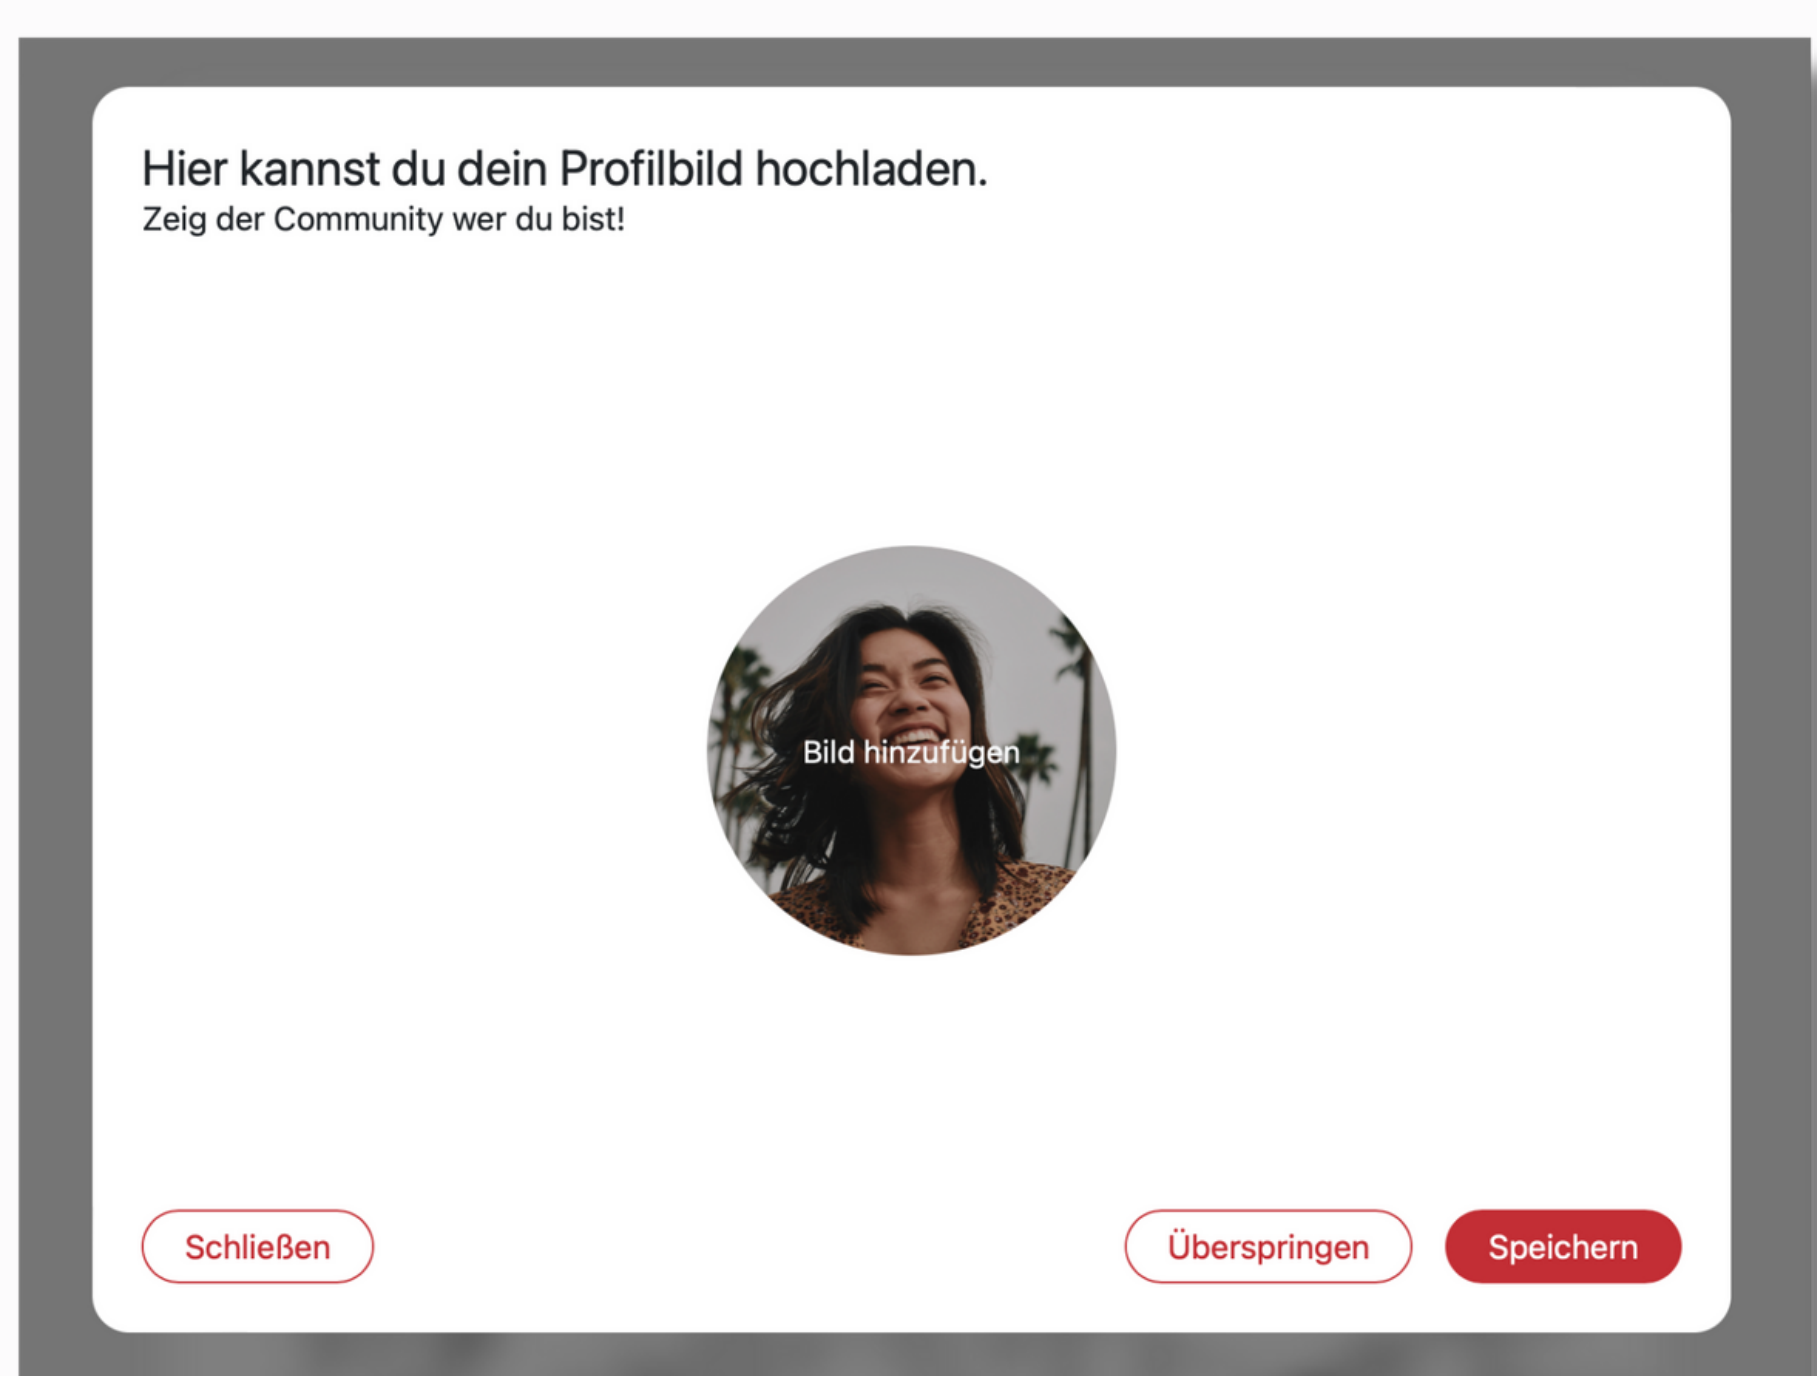 Hier kannst du dein Profilbild hochladen.
Zeig der Community wer du bist!
Bild hinzufügen
Schließen
Überspringen
Speichern